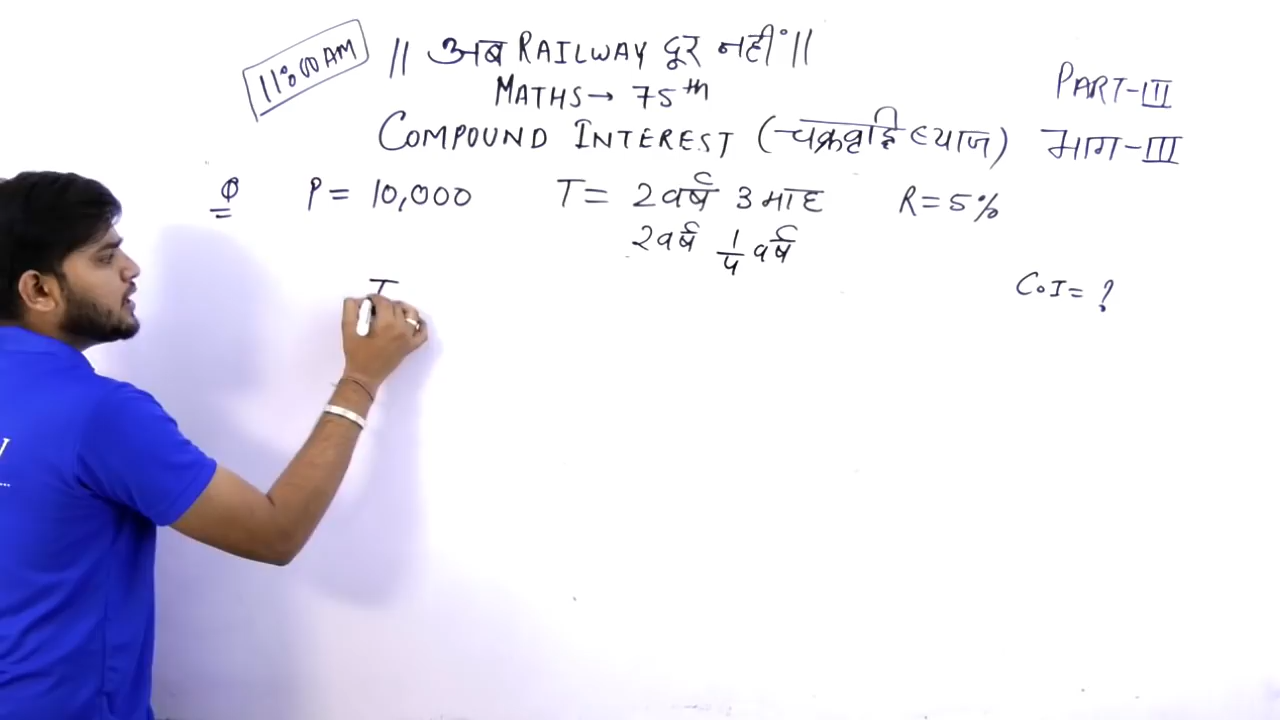 11:00 AM
|| अब RAILWAY दूर नहीं ||
MATHS → 75th
PART-III
COMPOUND INTEREST (चक्रवृद्धि ब्याज) भाग-III
Q P = 10,000 T = 2 वर्ष 3 माह R = 5%
2 वर्ष 1/4 वर्ष
C.I = ?
I